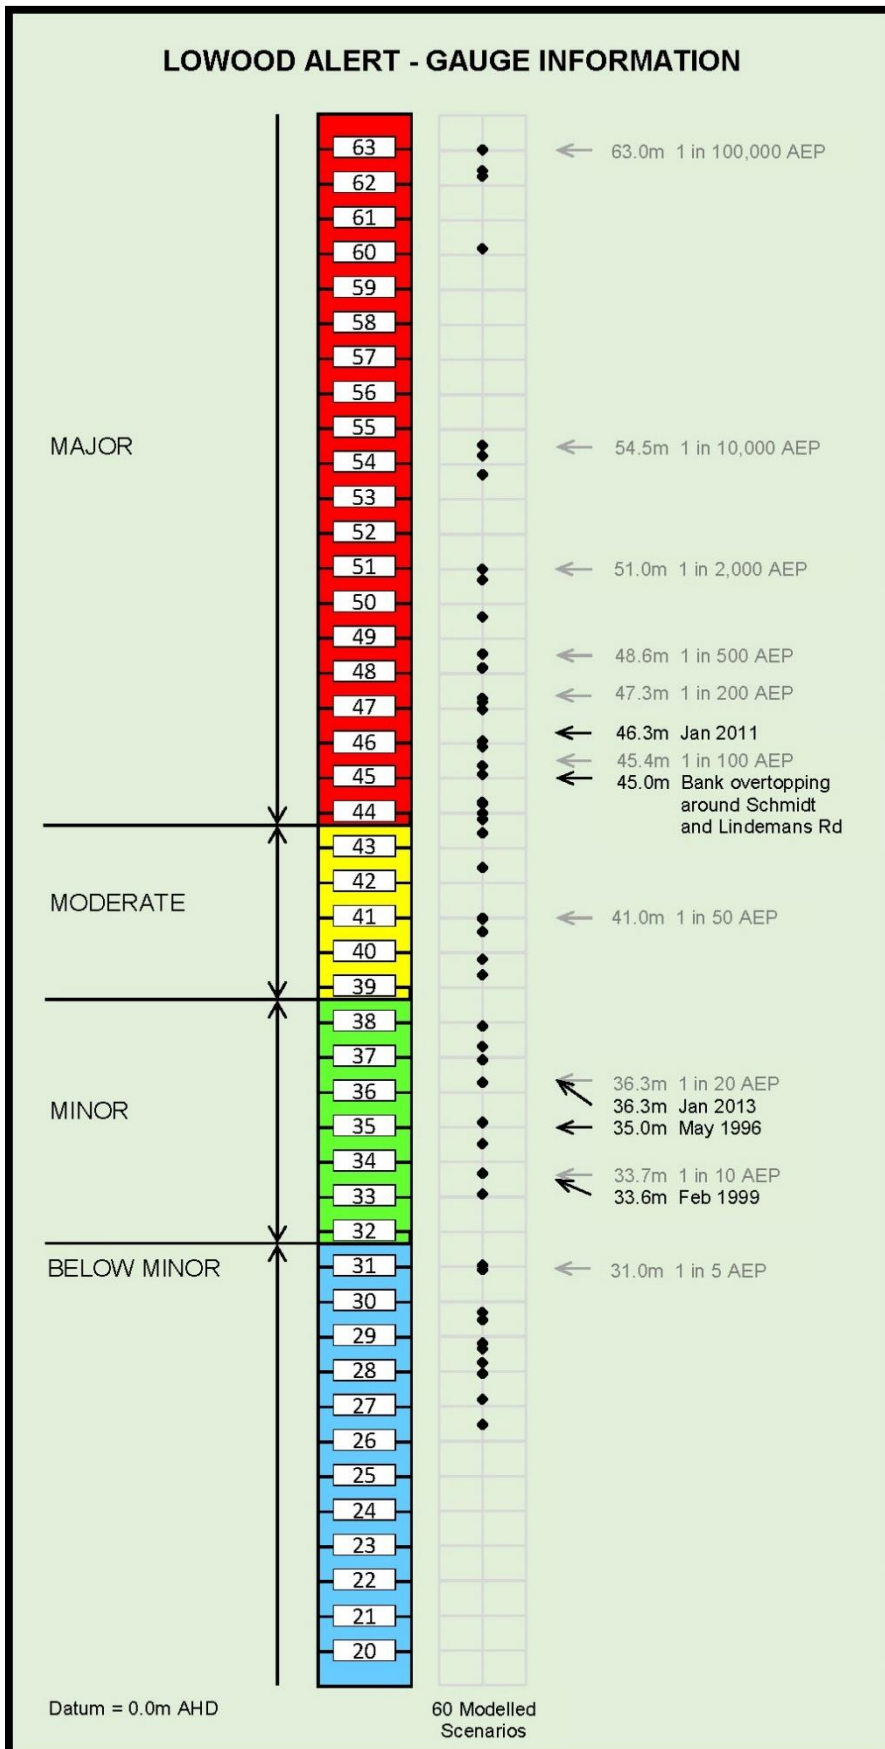 LOWOOD ALERT - GAUGE INFORMATION
63
63.0m 1 in 100,000 AEP
62
61
60
59
58
57
56
55
MAJOR
54.5m 1 in 10,000 AEP
54
53
52
51
51.0m 1 in 2,000 AEP
50
49
48.6m 1 in 500 AEP
48
47.3m 1 in 200 AEP
47
46.3m Jan 2011
46
45.4m 1 in 100 AEP
45
45.0m Bank overtopping
around Schmidt
and Lindemans Rd
44
43
42
MODERATE
41
41.0m 1 in 50 AEP
40
39
38
37
36.3m 1 in 20 AEP
36
36.3m Jan 2013
MINOR
35
35.0m May 1996
34
33.7m 1 in 10 AEP
33
33.6m Feb 1999
32
BELOW MINOR
31
31.0m 1 in 5 AEP
30
29
28
27
26
25
24
23
22
21
20
Datum = 0.0m AHD
60 Modelled
Scenarios